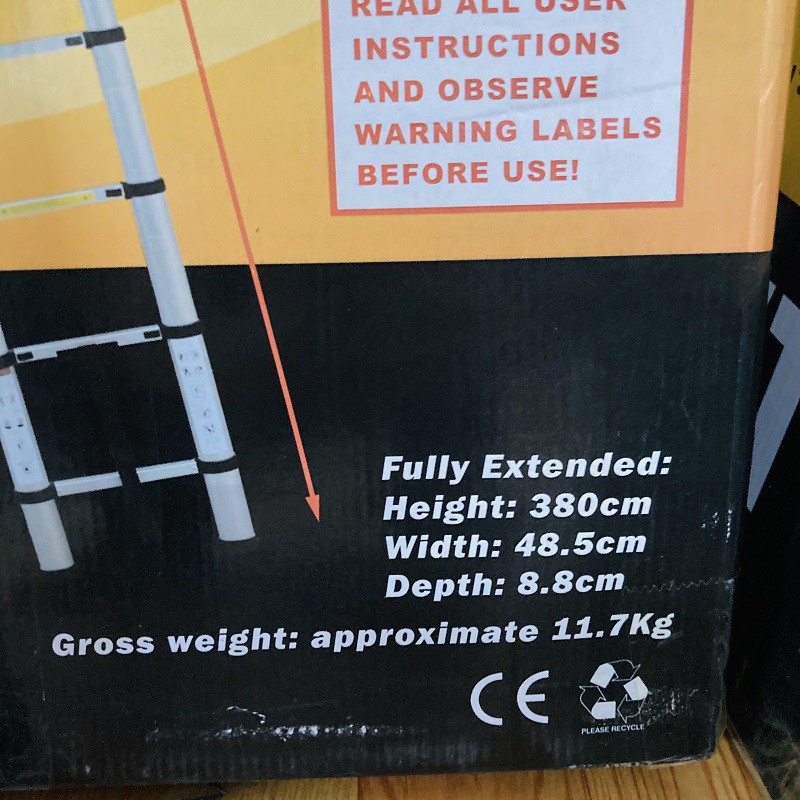 READ ALL USER
INSTRUCTIONS
AND OBSERVE
WARNING LABELS
BEFORE USE!
Fully Extended:
Height: 380cm
Width: 48.5cm
Depth: 8.8cm
Gross weight: approximate 11.7Kg
CE
PLEASE RECYCLE